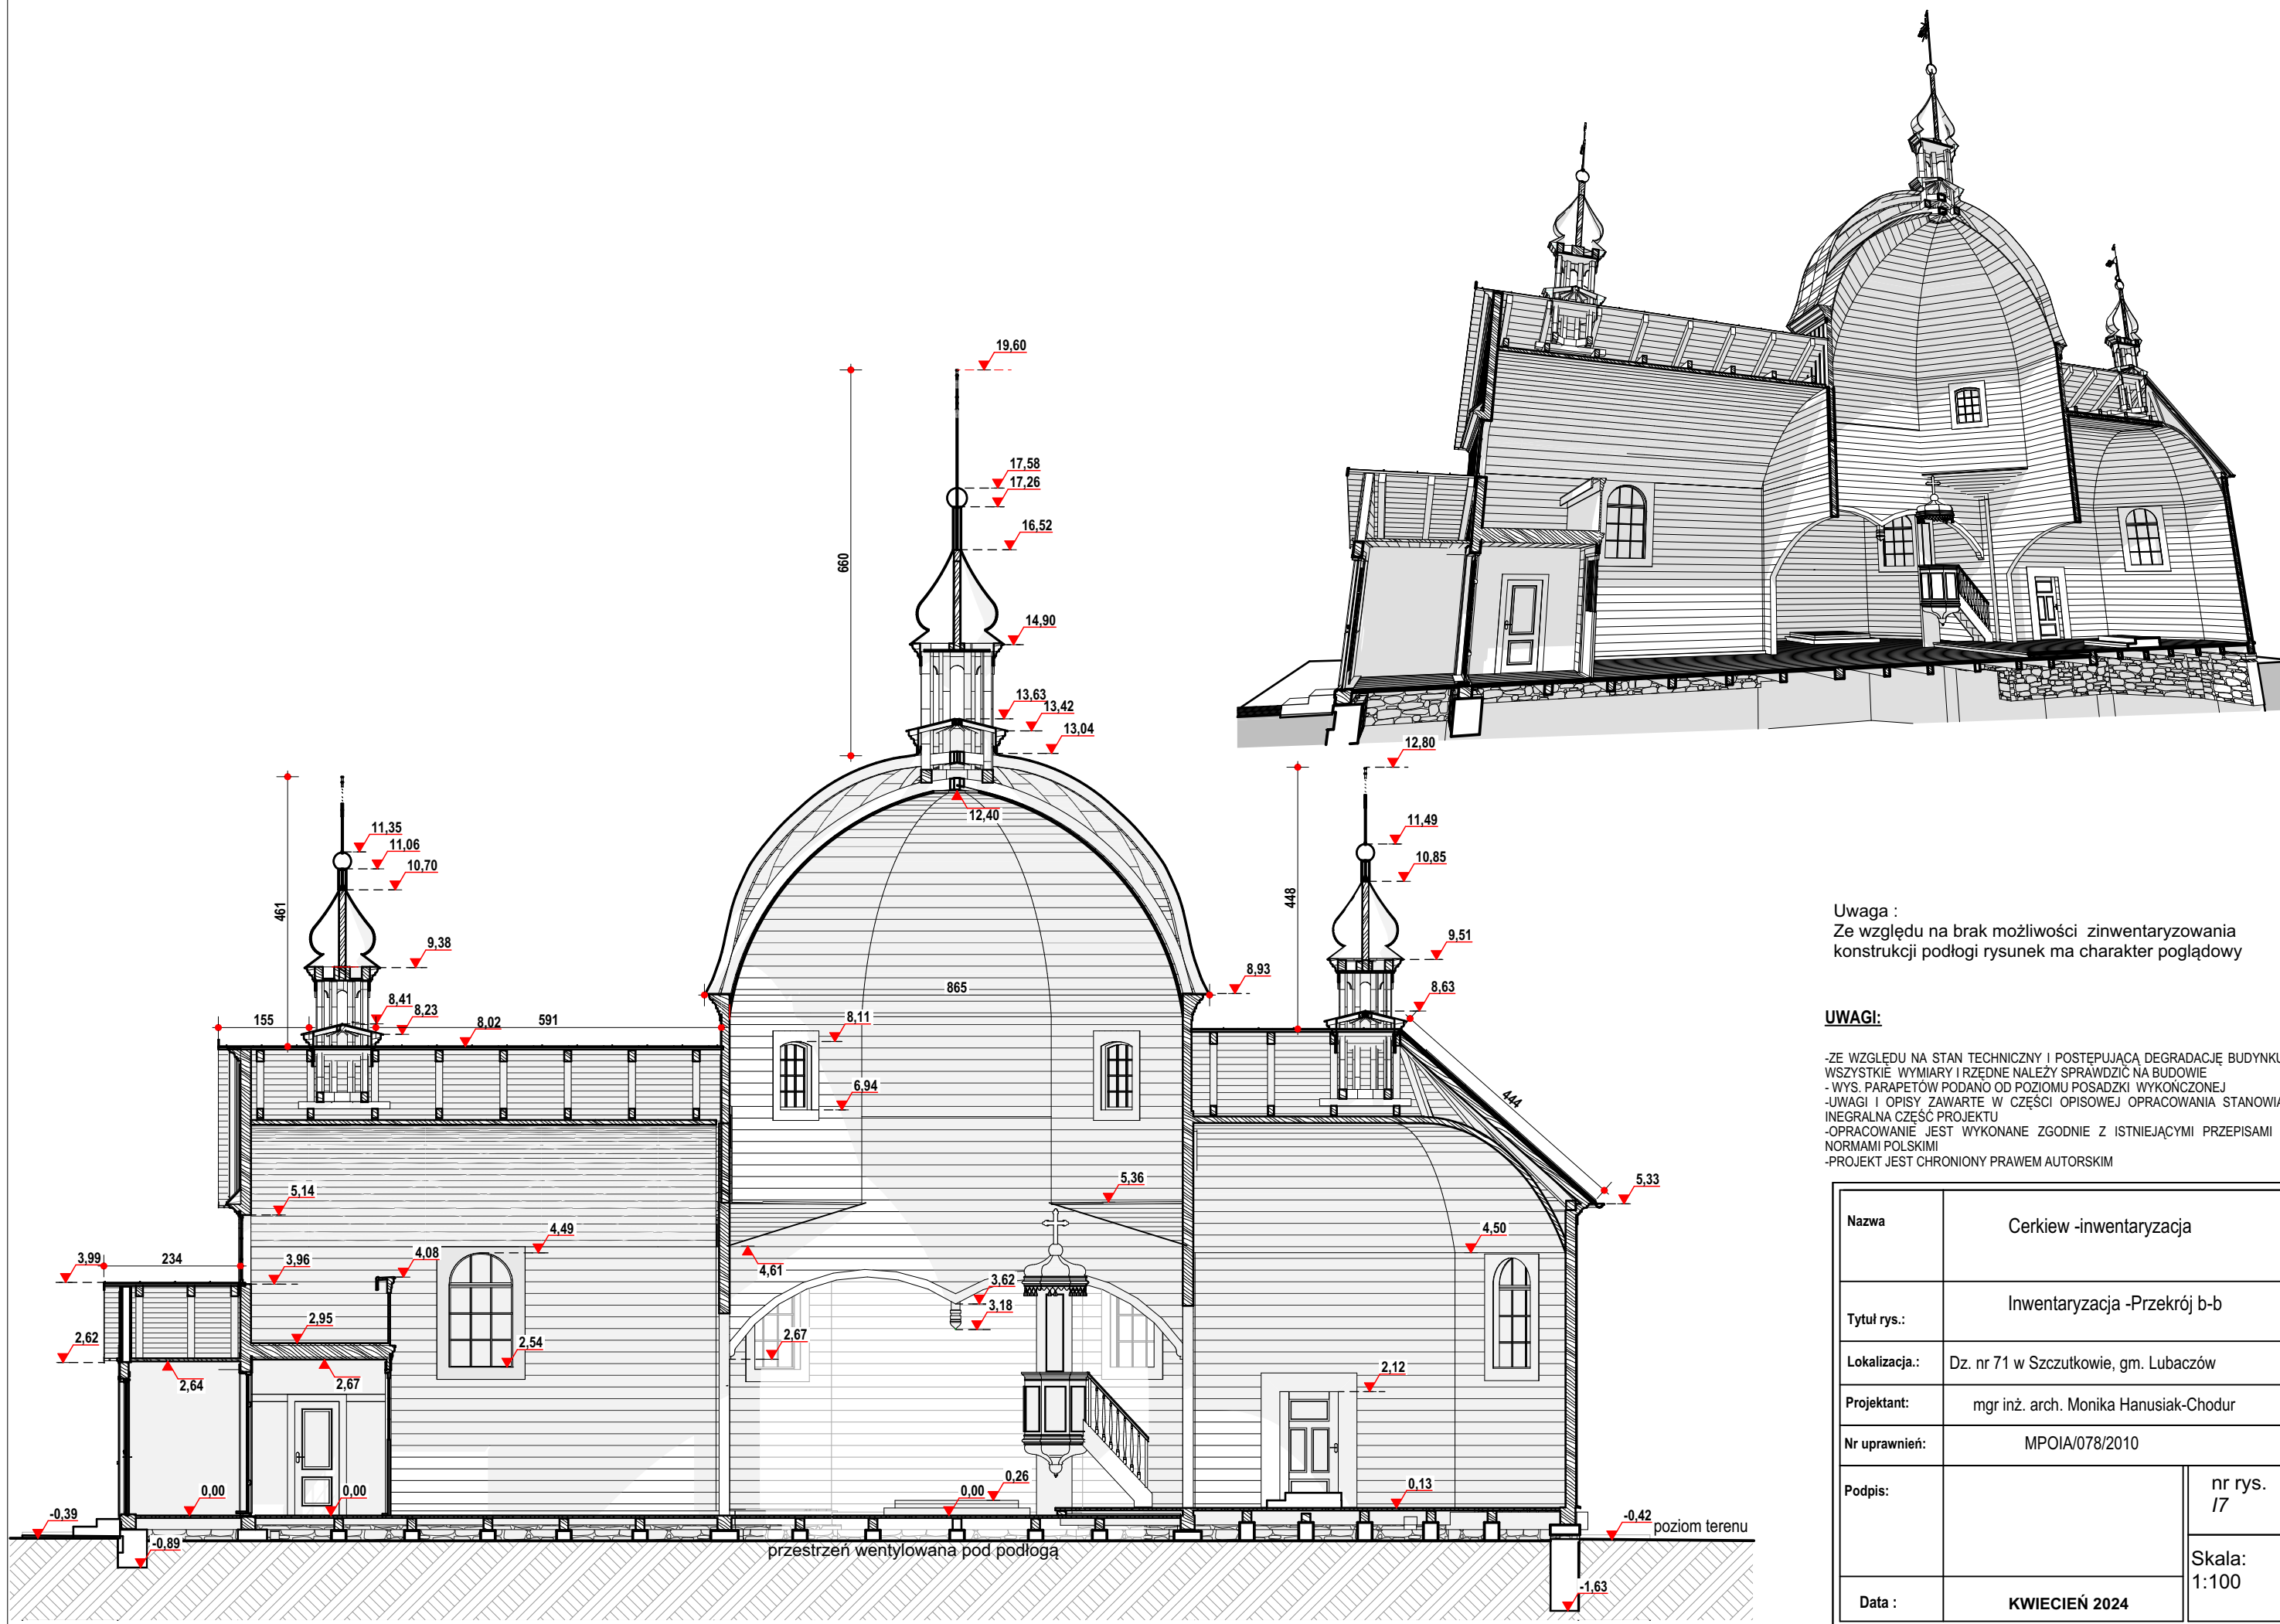 19,60
17,58
17,26
16,52
660
14,90
13,63
13,42
13,04
12,80
12,40
11,35
11,06
10,70
11,49
10,85
461
448
9,38
9,51
8,93
865
8,63
8,41
8,23
155
591
8,02
8,11
6,94
444
5,14
5,36
5,33
4,49
4,50
3,99
234
3,96
4,08
4,61
3,62
3,18
2,95
2,62
2,54
2,67
2,64
2,67
2,12
0,00
0,00
0,00
0,26
0,13
-0,39
-0,42
poziom terenu
-0,89
przestrzeń wentylowana pod podłogą
-1,63
Uwaga :
Ze względu na brak możliwości zinwentaryzowania
konstrukcji podłogi rysunek ma charakter poglądowy
UWAGI:
-ZE WZGLĘDU NA STAN TECHNICZNY I POSTĘPUJĄCĄ DEGRADACJĘ BUDYNKU
WSZYSTKIE WYMIARY I RZĘDNE NALEŻY SPRAWDZIĆ NA BUDOWIE
- WYS. PARAPETÓW PODANO OD POZIOMU POSADZKI WYKOŃCZONEJ
-UWAGI I OPISY ZAWARTE W CZĘŚCI OPISOWEJ OPRACOWANIA STANOWIĄ
INEGRALNA CZĘŚĆ PROJEKTU
-OPRACOWANIE JEST WYKONANE ZGODNIE Z ISTNIEJĄCYMI PRZEPISAMI
NORMAMI POLSKIMI
-PROJEKT JEST CHRONIONY PRAWEM AUTORSKIM
Nazwa
Cerkiew -inwentaryzacja
Tytuł rys.:
Inwentaryzacja -Przekrój b-b
Lokalizacja.:
Dz. nr 71 w Szczutkowie, gm. Lubaczów
Projektant:
mgr inż. arch. Monika Hanusiak-Chodur
Nr uprawnień:
MPOIA/078/2010
Podpis:
nr rys.
I7
Skala:
1:100
Data :
KWIECIEŃ 2024